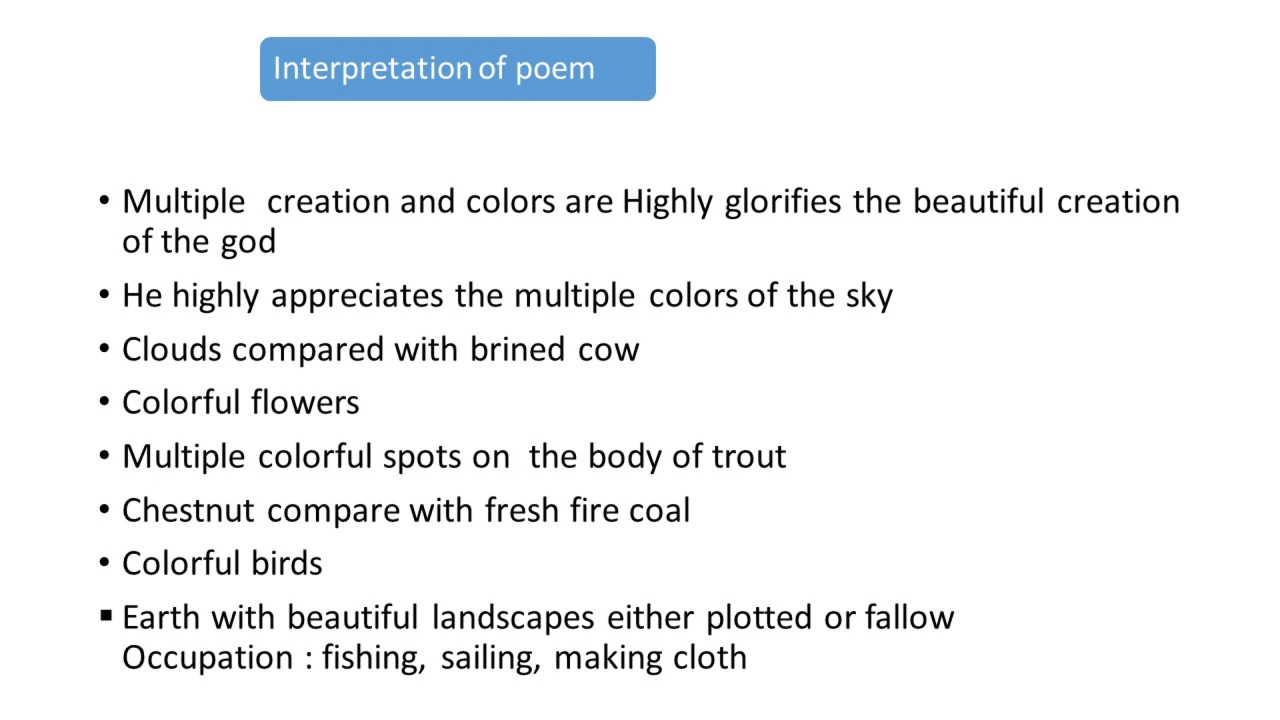 Interpretation of poem
• Multiple creation and colors are Highly glorifies the beautiful creation
of the god
• He highly appreciates the multiple colors of the sky
• Clouds compared with brined cow
• Colorful flowers
• Multiple colorful spots on the body of trout
• Chestnut compare with fresh fire coal
• Colorful birds
▪ Earth with beautiful landscapes either plotted or fallow
Occupation : fishing, sailing, making cloth